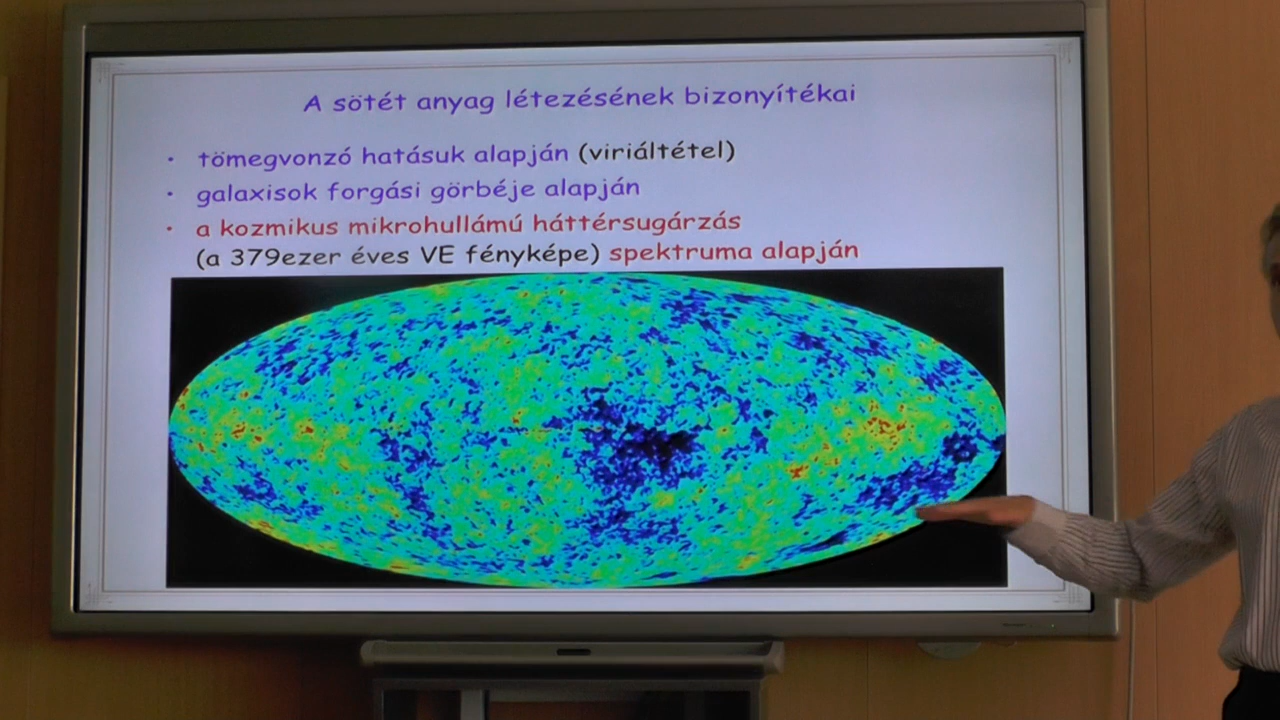 A sötét anyag létezésének bizonyítékai
• tömegvonzó hatásuk alapján (viriáltétel)
• galaxisok forgási görbéje alapján
• a kozmikus mikrohullámú háttérsugárzás
(a 379ezer éves VE fényképe) spektruma alapján